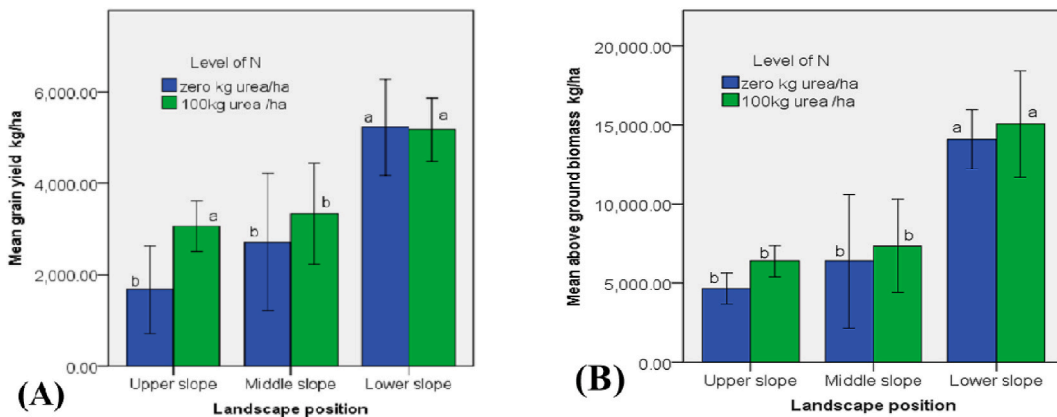 Mean grain yield kg/ha
6,000.00
4,000.00
2,000.00
0.00
Level of N
zero kg urea/ha
100kg urea /ha
b
a
b
b
a
a
Upper slope
Middle slope
Lower slope
Landscape position
(A)
Mean above ground biomass kg/ha
20,000.00
15,000.00
10,000.00
5,000.00
0.00
Level of N
zero kg urea/ha
100kg urea /ha
b
b
b
b
a
a
Upper slope
Middle slope
Lower slope
Landscape position
(B)